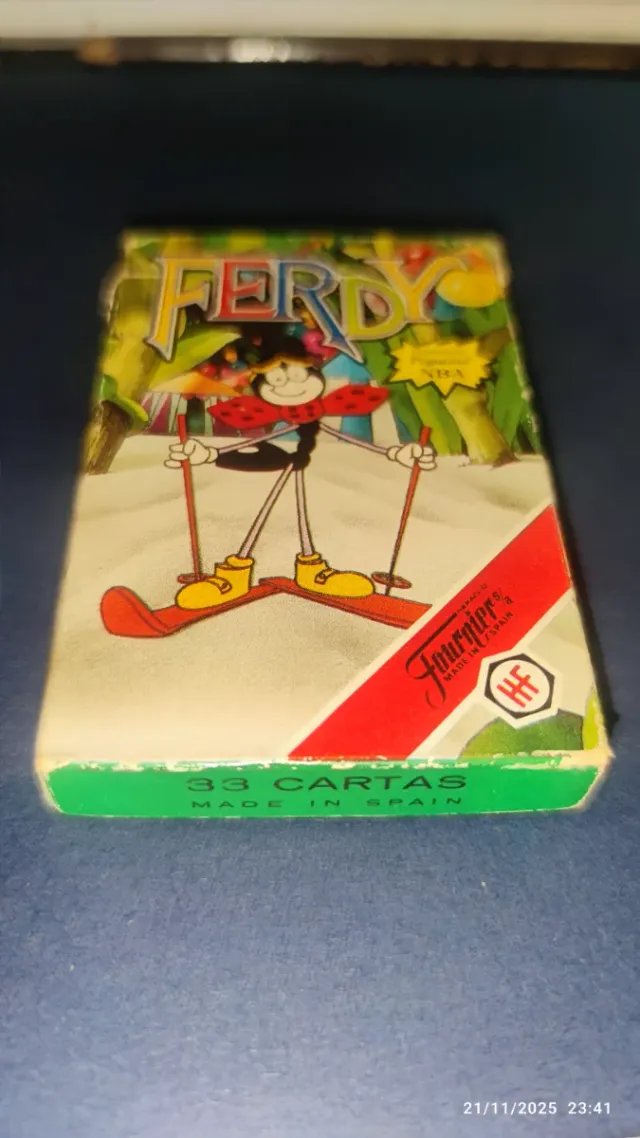 FERDY
NBA
Fournier s/a
MADE IN SPAIN
HF
33 CARTAS
MADE IN SPAIN
21/11/2025 23:41